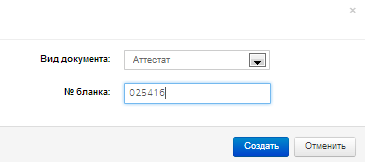 ×
Вид документа: Аттестат
№ бланка: 025416
Создать Отменить